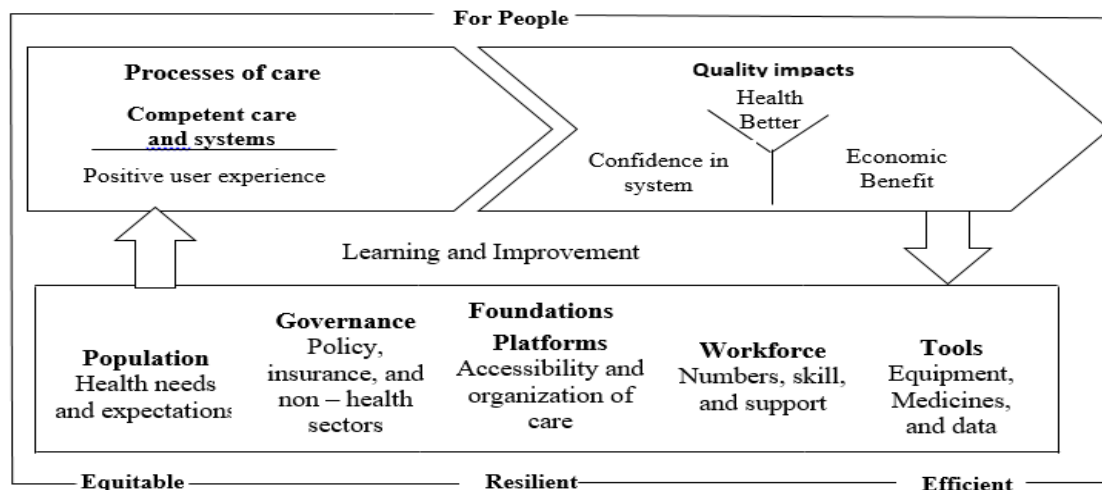 For People
Processes of care
Competent care
and systems
Positive user experience
Quality impacts
Health
Better
Confidence in
system
Economic
Benefit
Learning and Improvement
Foundations
Population
Health needs
and expectations
Governance
Policy,
insurance, and
non – health
sectors
Platforms
Accessibility and
organization of
care
Workforce
Numbers, skill,
and support
Tools
Equipment,
Medicines,
and data
Equitable
Resilient
Efficient